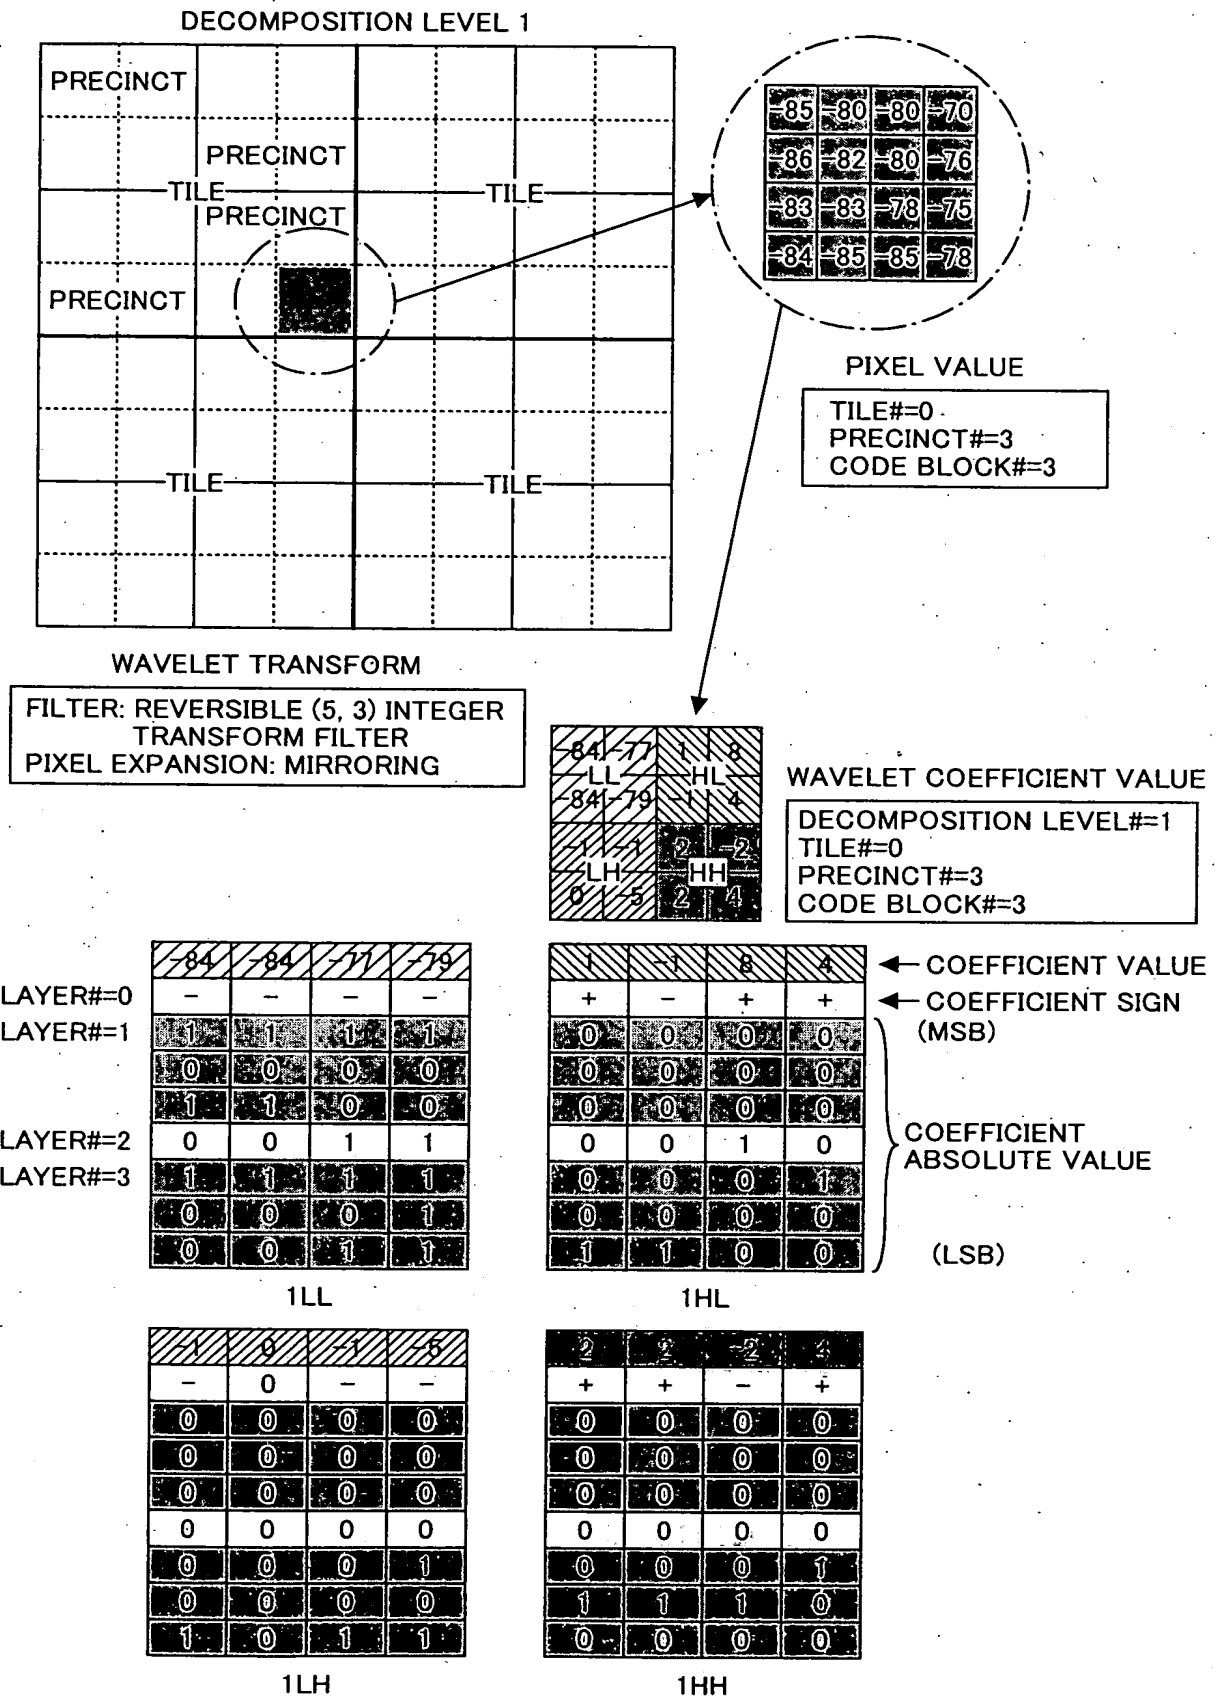 DECOMPOSITION LEVEL 1
PRECINCT
PRECINCT
TILE TILE
PRECINCT
PRECINCT
TILE TILE
-85 -80 -80 -70
-86 -82 -80 -76
-83 -83 -78 -75
-84 -85 -85 -78
PIXEL VALUE
TILE#=0
PRECINCT#=3
CODE BLOCK#=3
WAVELET TRANSFORM
FILTER: REVERSIBLE (5, 3) INTEGER
TRANSFORM FILTER
PIXEL EXPANSION: MIRRORING
-84 -77 1 8
LL HL
-84 -79 -1 4
-1 -1 2 -2
LH HH
0 -5 2 4
WAVELET COEFFICIENT VALUE
DECOMPOSITION LEVEL#=1
TILE#=0
PRECINCT#=3
CODE BLOCK#=3
-84 -84 -77 -79
LAYER#=0 - - - -
LAYER#=1 1 1 1 1
0 0 0 0
1 1 0 0
LAYER#=2 0 0 1 1
LAYER#=3 1 1 1 1
0 0 0 1
0 0 1 1
1LL
1 -1 8 4 COEFFICIENT VALUE
+ - + + COEFFICIENT SIGN
0 0 0 0 (MSB)
0 0 0 0
0 0 0 0
0 0 1 0
0 0 0 1
0 0 0 0
1 1 0 0 (LSB)
COEFFICIENT
ABSOLUTE VALUE
1HL
-1 0 -1 -5
- 0 - -
0 0 0 0
0 0 0 0
0 0 0 0
0 0 0 0
0 0 0 1
0 0 0 0
1 0 1 1
1LH
2 2 -2 4
+ + - +
0 0 0 0
0 0 0 0
0 0 0 0
0 0 0 0
0 0 0 1
1 1 1 0
0 0 0 0
1HH